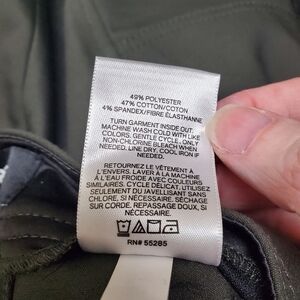 49% POLYESTER
47% COTTON/COTON
4% SPANDEX/FIBRE ÉLASTHANNE
TURN GARMENT INSIDE OUT.
MACHINE WASH COLD WITH LIKE
COLORS. GENTLE CYCLE. ONLY
NON-CHLORINE BLEACH WHEN
NEEDED. LINE DRY. COOL IRON IF
NEEDED.
RETOURNEZ LE VÊTEMENT À
L'ENVERS. LAVER À LA MACHINE
À L'EAU FROIDE AVEC COULEURS
SIMILAIRES. CYCLE DÉLICAT. UTILISEZ
SEULEMENT DU JAVELLISANT SANS
CHLORE, SI NÉCESSAIRE. SÉCHAGE
SUR CORDE. REPASSAGE DOUX, SI
NÉCESSAIRE.
RN# 55285